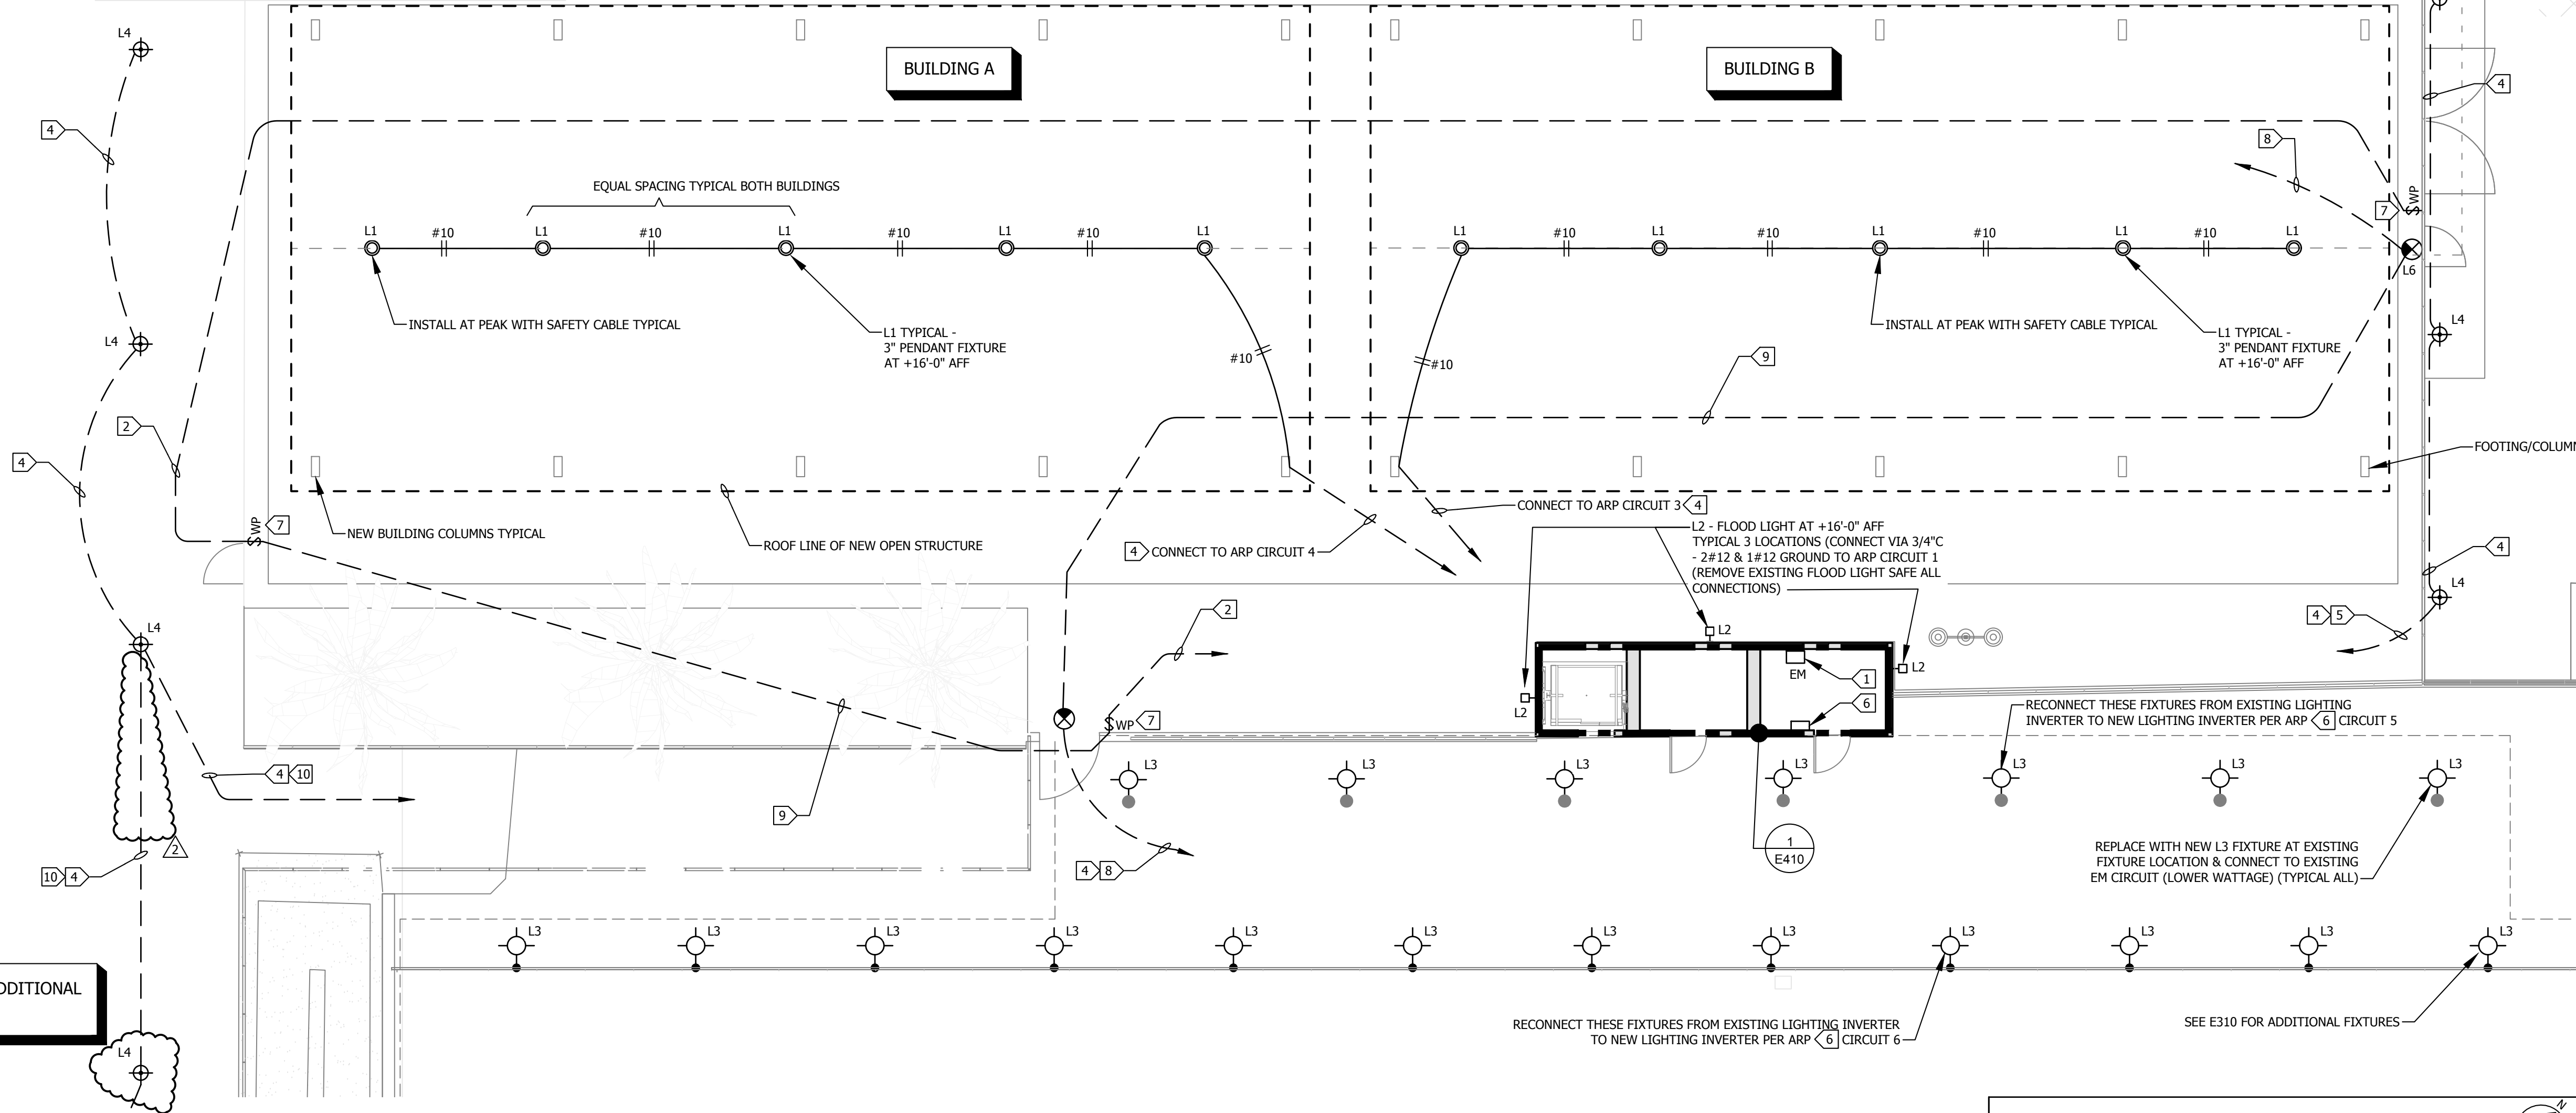 L4
BUILDING A
BUILDING B
4
4
8
EQUAL SPACING TYPICAL BOTH BUILDINGS
WP
7
L1
#10
L1
#10
L1
#10
L1
#10
L1
L1
#10
L1
#10
L1
#10
L1
#10
L1
L6
INSTALL AT PEAK WITH SAFETY CABLE TYPICAL
INSTALL AT PEAK WITH SAFETY CABLE TYPICAL
L4
L4
L1 TYPICAL -
3" PENDANT FIXTURE
AT +16'-0" AFF
L1 TYPICAL -
3" PENDANT FIXTURE
AT +16'-0" AFF
#10
#10
9
2
4
FOOTING/COLUMN
CONNECT TO ARP CIRCUIT 3
4
WP
7
NEW BUILDING COLUMNS TYPICAL
ROOF LINE OF NEW OPEN STRUCTURE
4
CONNECT TO ARP CIRCUIT 4
L2 - FLOOD LIGHT AT +16'-0" AFF
TYPICAL 3 LOCATIONS (CONNECT VIA 3/4"C
- 2#12 & 1#12 GROUND TO ARP CIRCUIT 1
(REMOVE EXISTING FLOOD LIGHT SAFE ALL
CONNECTIONS)
4
L4
4
5
2
L4
L2
L2
L2
EM
1
6
WP
7
RECONNECT THESE FIXTURES FROM EXISTING LIGHTING
INVERTER TO NEW LIGHTING INVERTER PER ARP
6
CIRCUIT 5
4
10
L3
L3
L3
L3
L3
L3
L3
9
1
E410
2
10
4
4
8
REPLACE WITH NEW L3 FIXTURE AT EXISTING
FIXTURE LOCATION & CONNECT TO EXISTING
EM CIRCUIT (LOWER WATTAGE) (TYPICAL ALL)
L3
L3
L3
L3
L3
L3
L3
L3
L3
L3
L3
L3
DDITIONAL
L4
RECONNECT THESE FIXTURES FROM EXISTING LIGHTING INVERTER
TO NEW LIGHTING INVERTER PER ARP
6
CIRCUIT 6
SEE E310 FOR ADDITIONAL FIXTURES
N